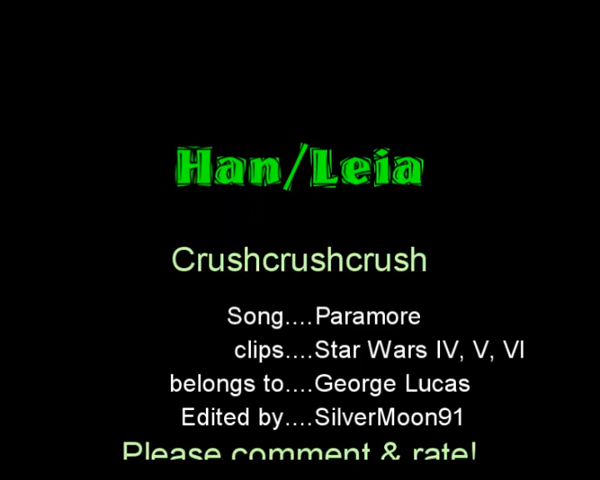 Han/Leia
Crushcrushcrush
Song....Paramore
clips....Star Wars IV, V, VI
belongs to....George Lucas
Edited by....SilverMoon91
Please comment & rate!